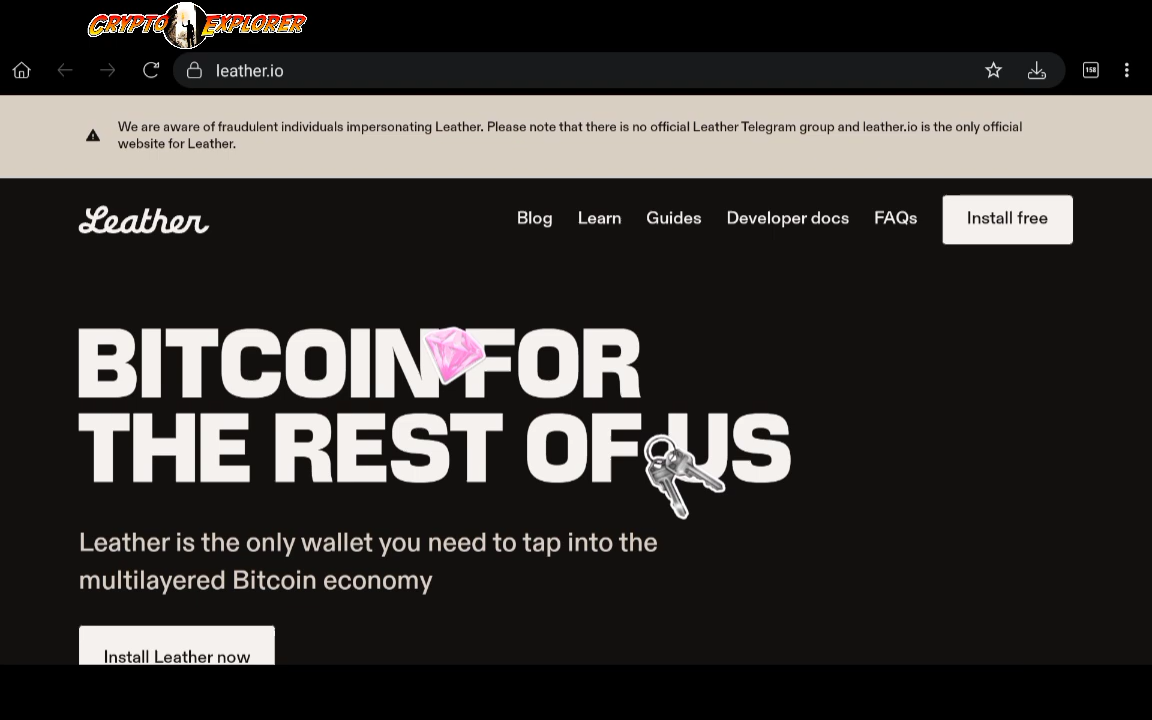 CRYPTO EXPLORER
leather.io
158
We are aware of fraudulent individuals impersonating Leather. Please note that there is no official Leather Telegram group and leather.io is the only official
website for Leather.
Leather
Blog Learn Guides Developer docs FAQs Install free
BITCOIN FOR
THE REST OF US
Leather is the only wallet you need to tap into the
multilayered Bitcoin economy
Install Leather now